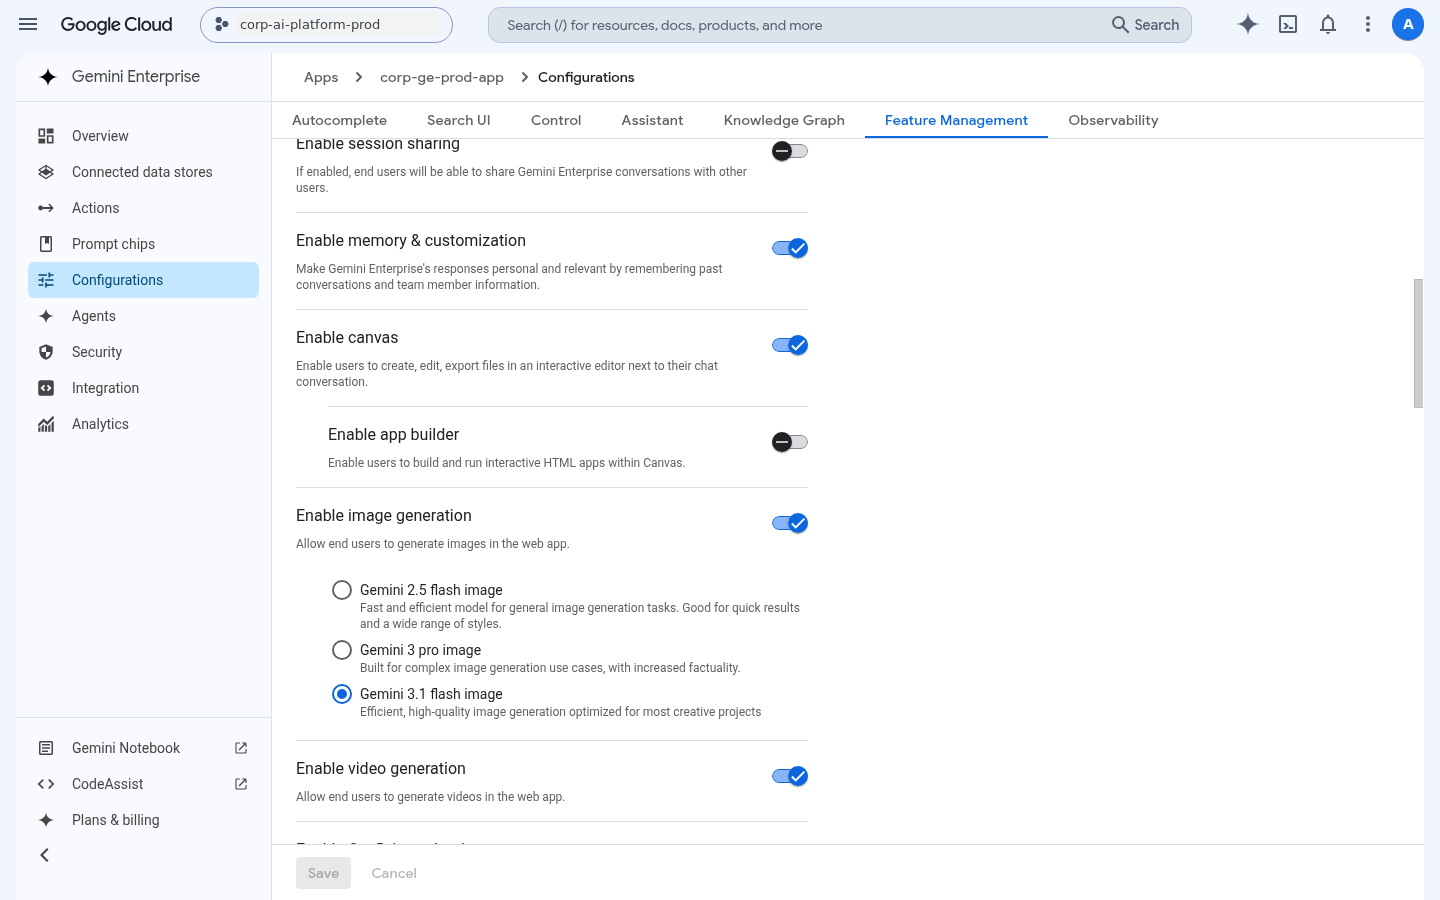 Google Cloud
corp-ai-platform-prod
Search (/) for resources, docs, products, and more
Search
A
Gemini Enterprise
Apps
corp-ge-prod-app
Configurations
Autocomplete
Search UI
Control
Assistant
Knowledge Graph
Feature Management
Observability
Overview
Connected data stores
Actions
Prompt chips
Configurations
Agents
Security
Integration
Analytics
Gemini Notebook
CodeAssist
Plans & billing
Enable session sharing
If enabled, end users will be able to share Gemini Enterprise conversations with other
users.
Enable memory & customization
Make Gemini Enterprise's responses personal and relevant by remembering past
conversations and team member information.
Enable canvas
Enable users to create, edit, export files in an interactive editor next to their chat
conversation.
Enable app builder
Enable users to build and run interactive HTML apps within Canvas.
Enable image generation
Allow end users to generate images in the web app.
Gemini 2.5 flash image
Fast and efficient model for general image generation tasks. Good for quick results
and a wide range of styles.
Gemini 3 pro image
Built for complex image generation use cases, with increased factuality.
Gemini 3.1 flash image
Efficient, high-quality image generation optimized for most creative projects
Enable video generation
Allow end users to generate videos in the web app.
Save
Cancel